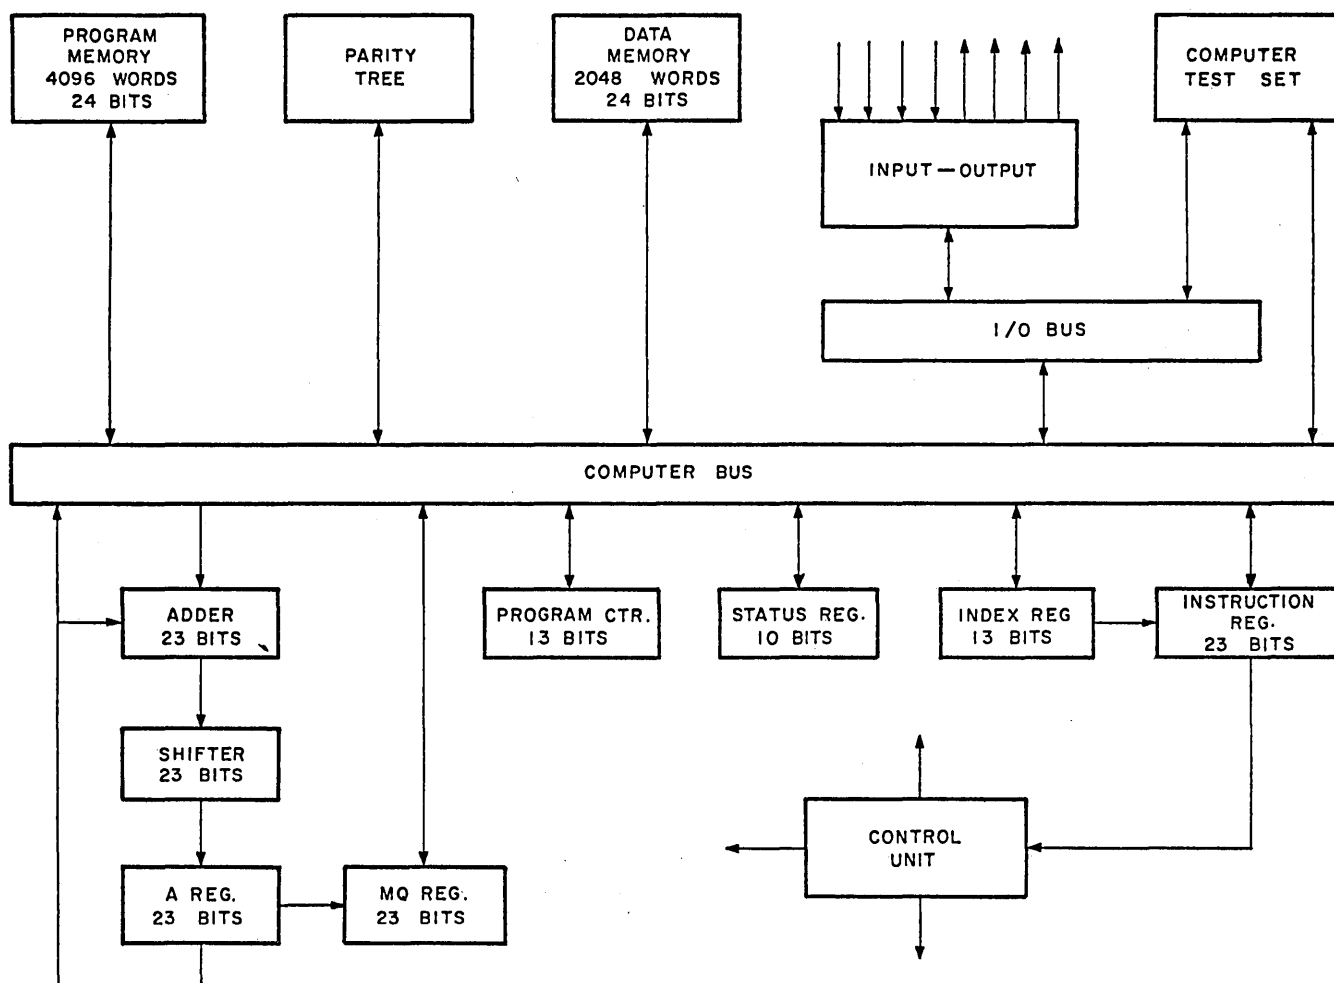 PROGRAM
MEMORY
4096 WORDS
24 BITS
PARITY
TREE
DATA
MEMORY
2048 WORDS
24 BITS
COMPUTER
TEST SET
INPUT—OUTPUT
I/O BUS
COMPUTER BUS
ADDER
23 BITS
PROGRAM CTR.
13 BITS
STATUS REG.
10 BITS
INDEX REG
13 BITS
INSTRUCTION
REG.
23 BITS
SHIFTER
23 BITS
CONTROL
UNIT
A REG.
23 BITS
MQ REG.
23 BITS